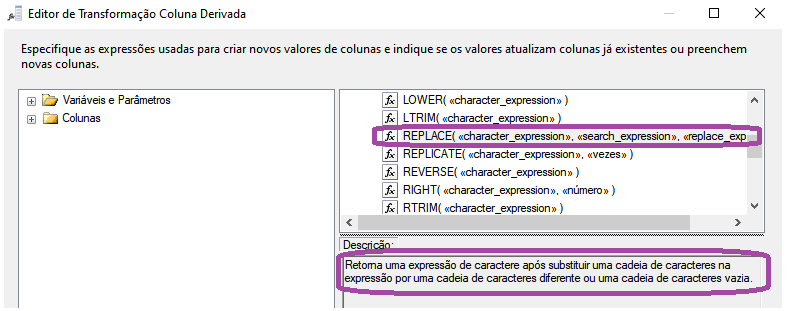 Editor de Transformação Coluna Derivada
Especifique as expressões usadas para criar novos valores de colunas e indique se os valores atualizam colunas já existentes ou preenchem
novas colunas.
Variáveis e Parâmetros
Colunas
LOWER( «character_expression» )
LTRIM( «character_expression» )
REPLACE( «character_expression», «search_expression», «replace_exp
REPLICATE( «character_expression», «vezes» )
REVERSE( «character_expression» )
RIGHT( «character_expression», «número» )
RTRIM( «character_expression» )
Descrição:
Retorna uma expressão de caractere após substituir uma cadeia de caracteres na
expressão por uma cadeia de caracteres diferente ou uma cadeia de caracteres vazia.